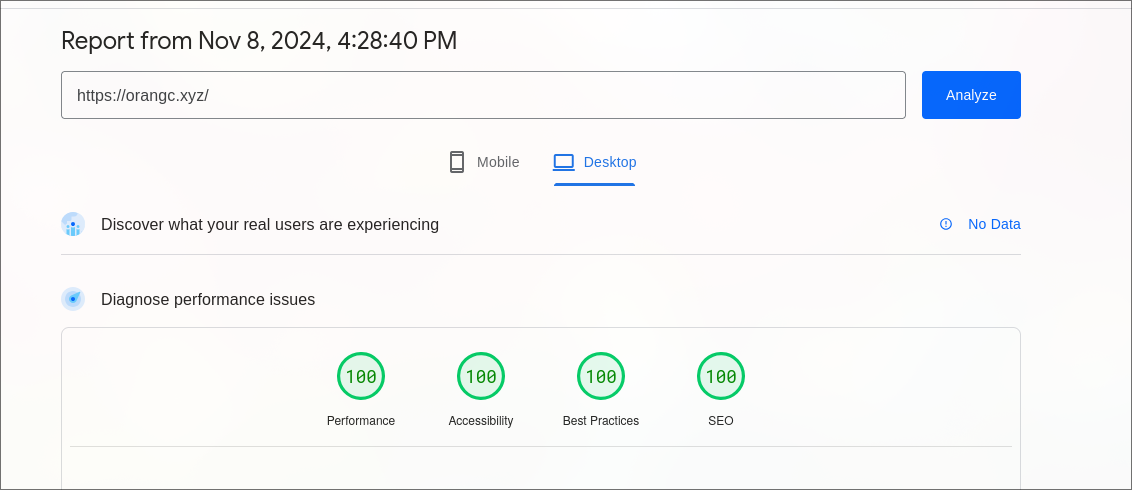 Report from Nov 8, 2024, 4:28:40 PM
https://orangc.xyz/
Analyze
Mobile
Desktop
Discover what your real users are experiencing
No Data
Diagnose performance issues
100 100 100 100
Performance Accessibility Best Practices SEO